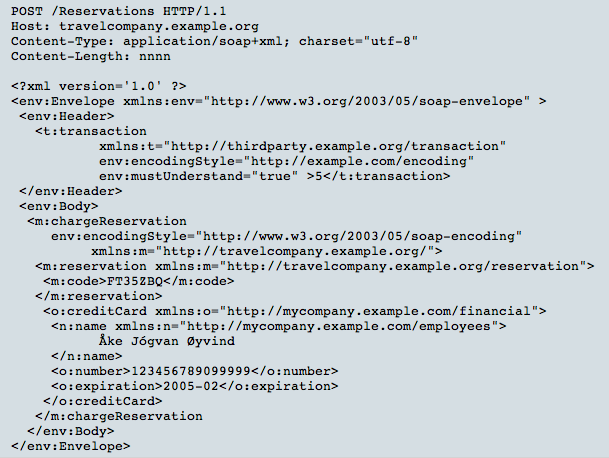 POST /Reservations HTTP/1.1
Host: travelcompany.example.org
Content-Type: application/soap+xml; charset="utf-8"
Content-Length: nnnn
<?xml version='1.0' ?>
<env:Envelope xmlns:env="http://www.w3.org/2003/05/soap-envelope" >
<env:Header>
<t:transaction
xmlns:t="http://thirdparty.example.org/transaction"
env:encodingStyle="http://example.com/encoding"
env:mustUnderstand="true" >5</t:transaction>
</env:Header>
<env:Body>
<m:chargeReservation
env:encodingStyle="http://www.w3.org/2003/05/soap-encoding"
xmlns:m="http://travelcompany.example.org/">
<m:reservation xmlns:m="http://travelcompany.example.org/reservation">
<m:code>FT35ZBQ</m:code>
</m:reservation>
<o:creditCard xmlns:o="http://mycompany.example.com/financial">
<n:name xmlns:n="http://mycompany.example.com/employees">
Åke Jógvan Øyvind
</n:name>
<o:number>123456789099999</o:number>
<o:expiration>2005-02</o:expiration>
</o:creditCard>
</m:chargeReservation
</env:Body>
</env:Envelope>